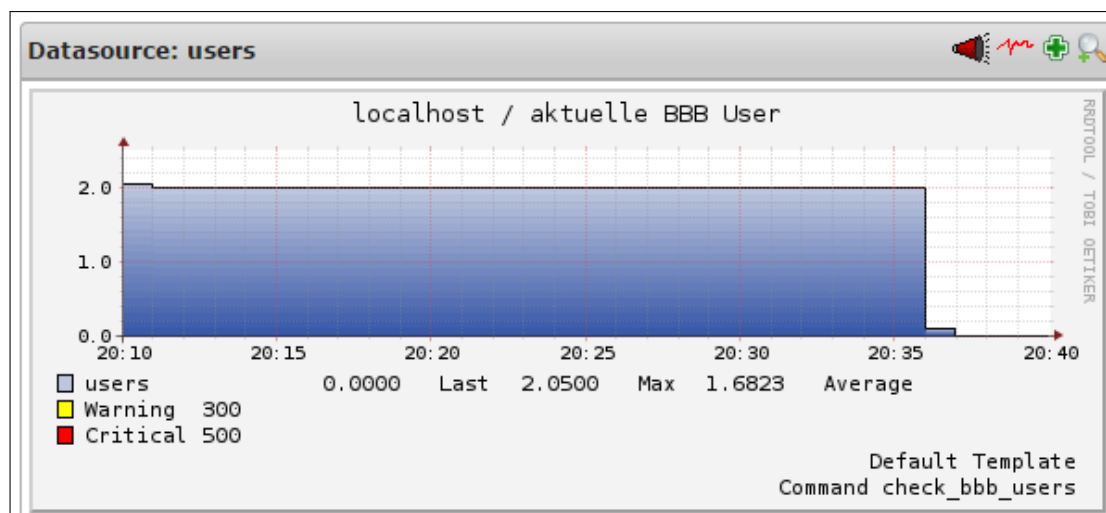 Datasource: users
localhost / aktuelle BBB User
RRDTOOL / TOBI OETIKER
2.0
1.0
0.0
20:10 20:15 20:20 20:25 20:30 20:35 20:40
users 0.0000 Last 2.0500 Max 1.6823 Average
Warning 300
Critical 500
Default Template
Command check_bbb_users